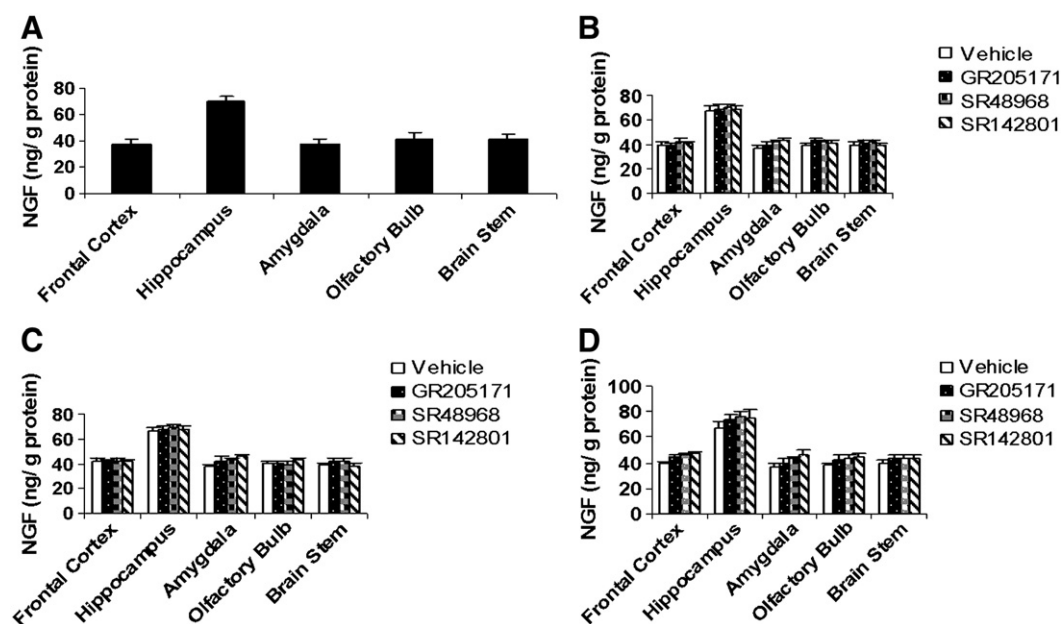 A
NGF (ng/ g protein)
80
60
40
20
0
Frontal Cortex
Hippocampus
Amygdala
Olfactory Bulb
Brain Stem
B
Vehicle
GR205171
SR48968
SR142801
NGF (ng/ g protein)
80
60
40
20
0
Frontal Cortex
Hippocampus
Amygdala
Olfactory Bulb
Brain Stem
C
Vehicle
GR205171
SR48968
SR142801
NGF (ng/ g protein)
80
60
40
20
0
Frontal Cortex
Hippocampus
Amygdala
Olfactory Bulb
Brain Stem
D
Vehicle
GR205171
SR48968
SR142801
NGF (ng/ g protein)
100
80
60
40
20
0
Frontal Cortex
Hippocampus
Amygdala
Olfactory Bulb
Brain Stem